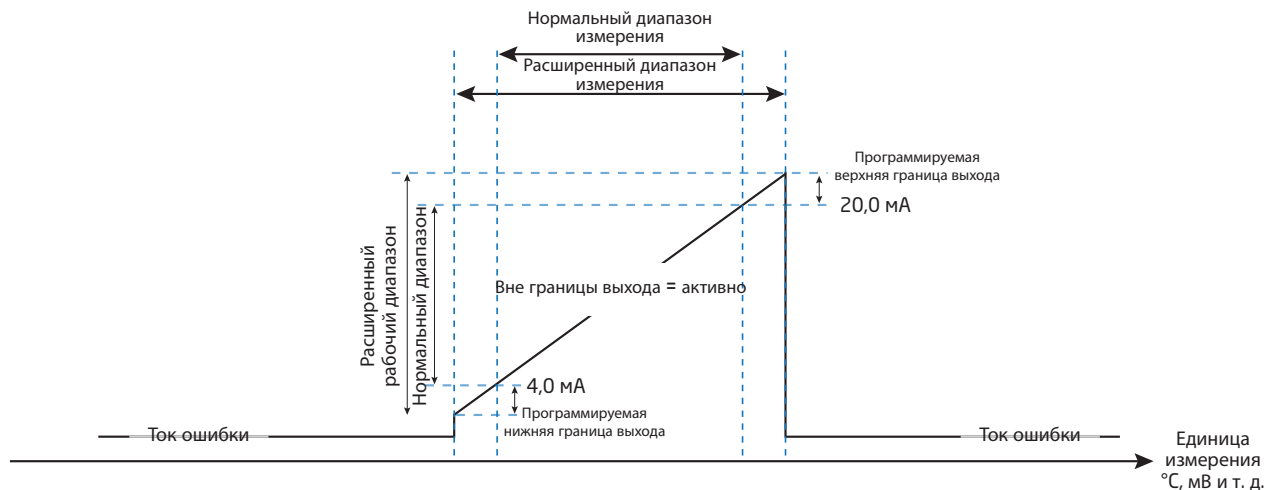 Нормальный диапазон
измерения
Расширенный диапазон
измерения
Программируемая
верхняя граница выхода
20,0 мА
Расширенный
рабочий диапазон
Нормальный диапазон
Вне границы выхода = активно
4,0 мА
Программируемая
нижняя граница выхода
Ток ошибки
Ток ошибки
Единица
измерения
°C, мВ и т. д.